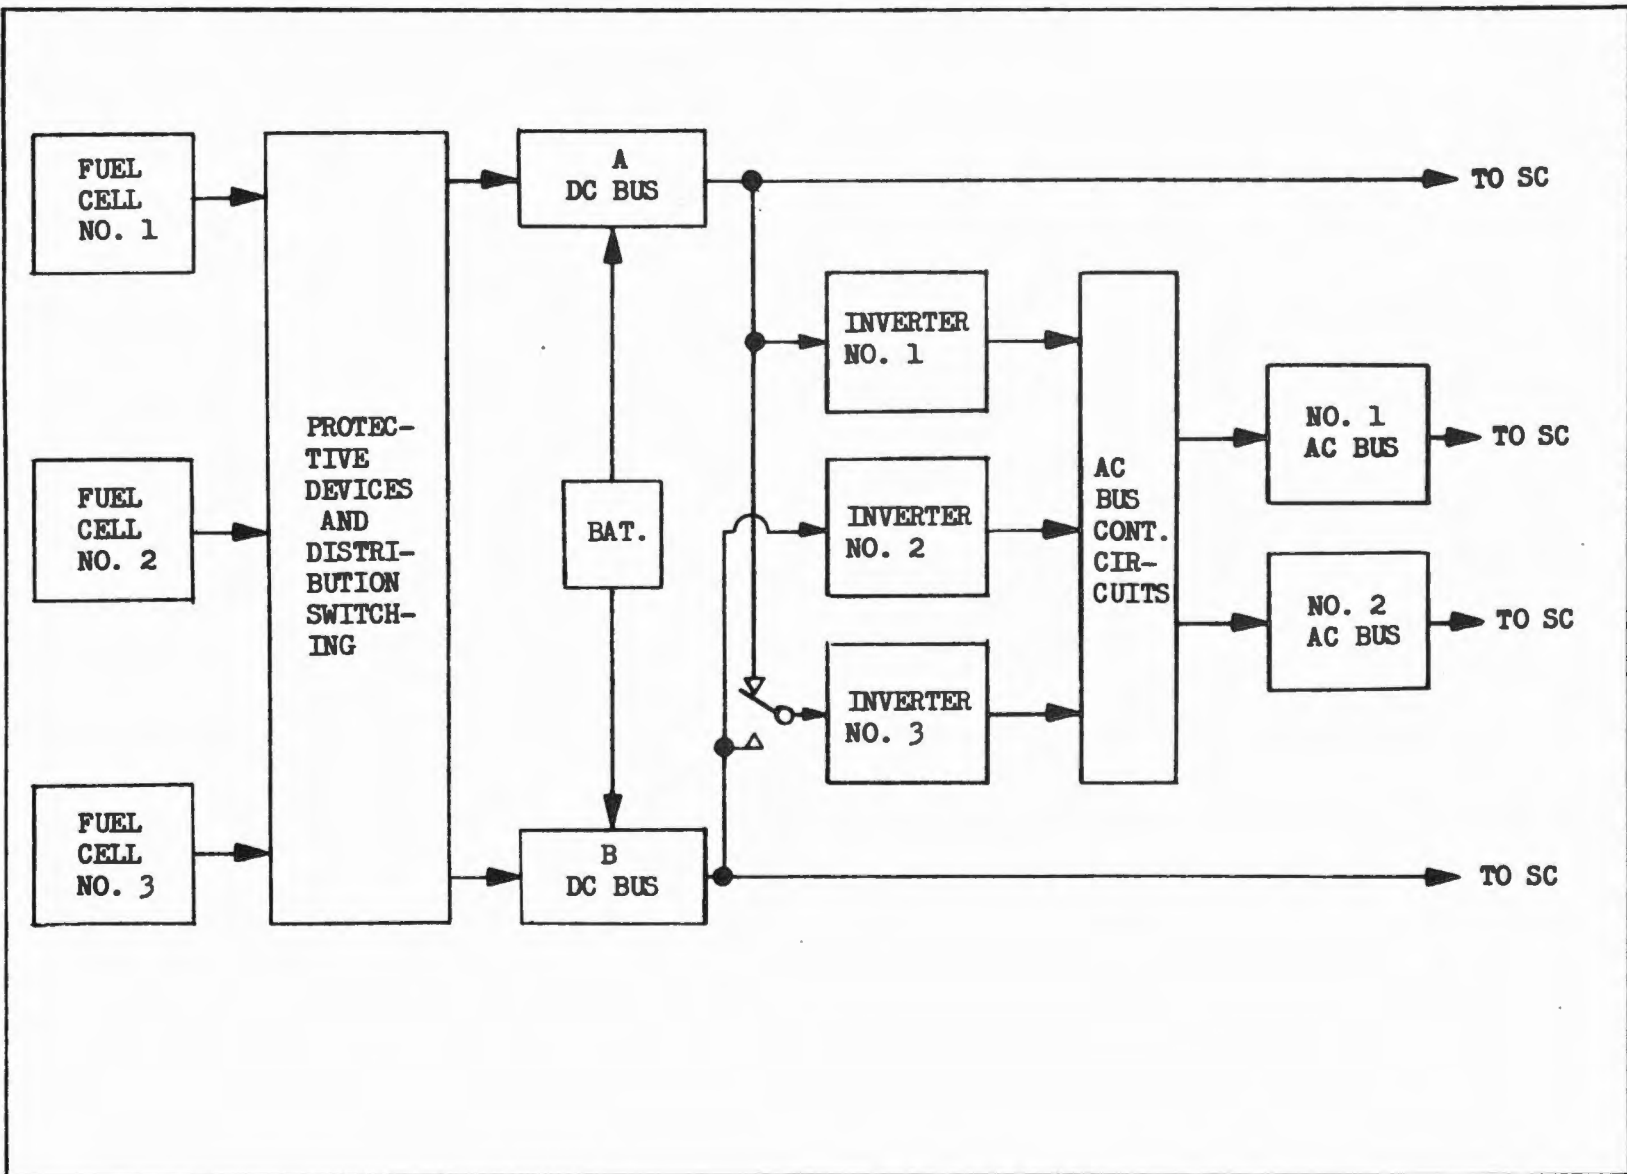 FUEL
CELL
NO. 1
FUEL
CELL
NO. 2
FUEL
CELL
NO. 3
PROTEC-
TIVE
DEVICES
AND
DISTRI-
BUTION
SWITCH-
ING
A
DC BUS
BAT.
B
DC BUS
INVERTER
NO. 1
INVERTER
NO. 2
INVERTER
NO. 3
AC
BUS
CONT.
CIR-
CUITS
NO. 1
AC BUS
NO. 2
AC BUS
TO SC
TO SC
TO SC
TO SC